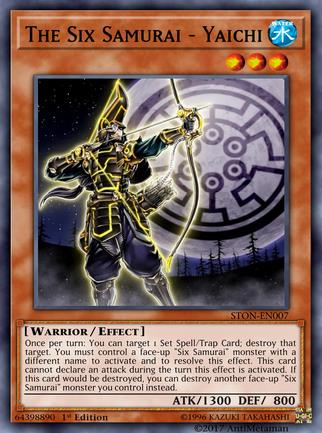 THE SIX SAMURAI - YAICHI
WATER
水
STON-EN007
[WARRIOR / EFFECT]
Once per turn: You can target 1 Set Spell/Trap Card; destroy
that target. You must control a face-up "Six Samurai" monster with a
different name to activate and to resolve this effect. This card
cannot declare an attack during the turn this effect is activated. If
this card would be destroyed, you can destroy another face-up "Six
Samurai" monster you control instead.
ATK/1300 DEF/ 800
64398890 1st Edition ©1996 KAZUKI TAKAHASHI
©2017 AntiMetaman